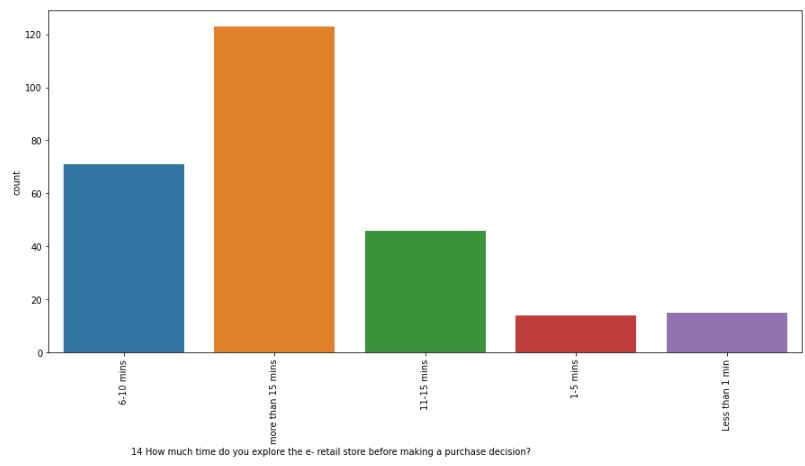 120
100
80
60
40
20
0
count
6-10 mins
more than 15 mins
11-15 mins
1-5 mins
Less than 1 min
14 How much time do you explore the e- retail store before making a purchase decision?